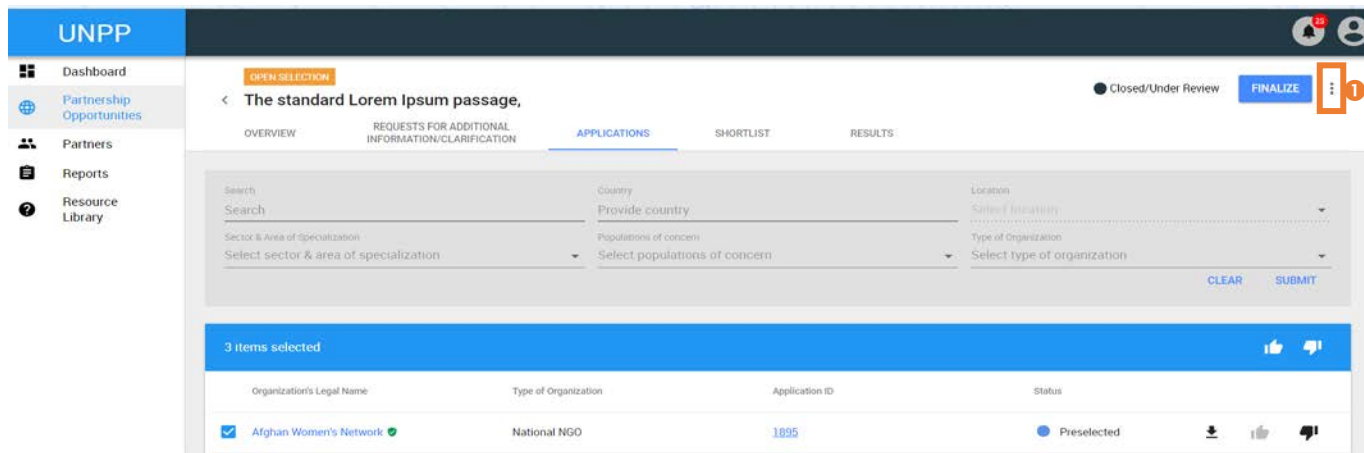 UNPP
25
Dashboard
Partnership
Opportunities
Partners
Reports
Resource
Library
OPEN SELECTION
The standard Lorem Ipsum passage,
Closed/Under Review
FINALIZE
1
OVERVIEW
REQUESTS FOR ADDITIONAL
INFORMATION/CLARIFICATION
APPLICATIONS
SHORTLIST
RESULTS
Search
Country
Location
Search
Provide country
Select location
Sector & Area of Specialization
Populations of concern
Type of Organization
Select sector & area of specialization
Select populations of concern
Select type of organization
CLEAR
SUBMIT
3 items selected
Organization's Legal Name
Type of Organization
Application ID
Status
Afghan Women's Network
National NGO
1895
Preselected